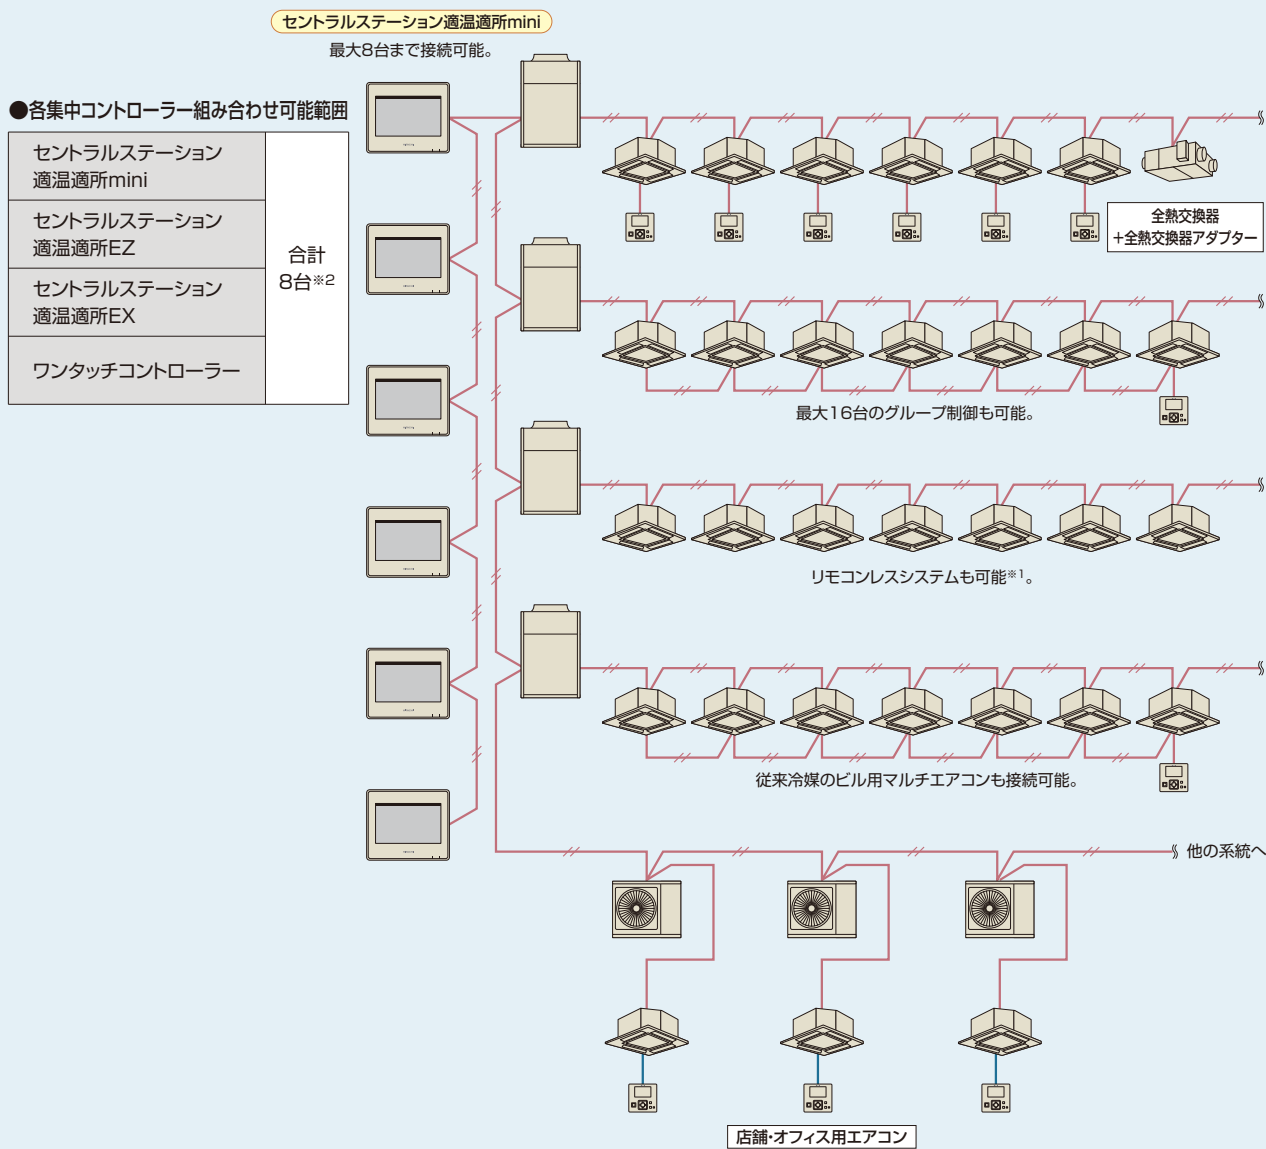 セントラルステーション適温適所mini
最大8台まで接続可能。
●各集中コントローラー組み合わせ可能範囲
セントラルステーション
適温適所mini
セントラルステーション
適温適所EZ
セントラルステーション
適温適所EX
ワンタッチコントローラー
合計
8台※2
全熱交換器
+全熱交換器アダプター
最大16台のグループ制御も可能。
リモコンレスシステムも可能※1。
従来冷媒のビル用マルチエアコンも接続可能。
他の系統へ
店舗・オフィス用エアコン